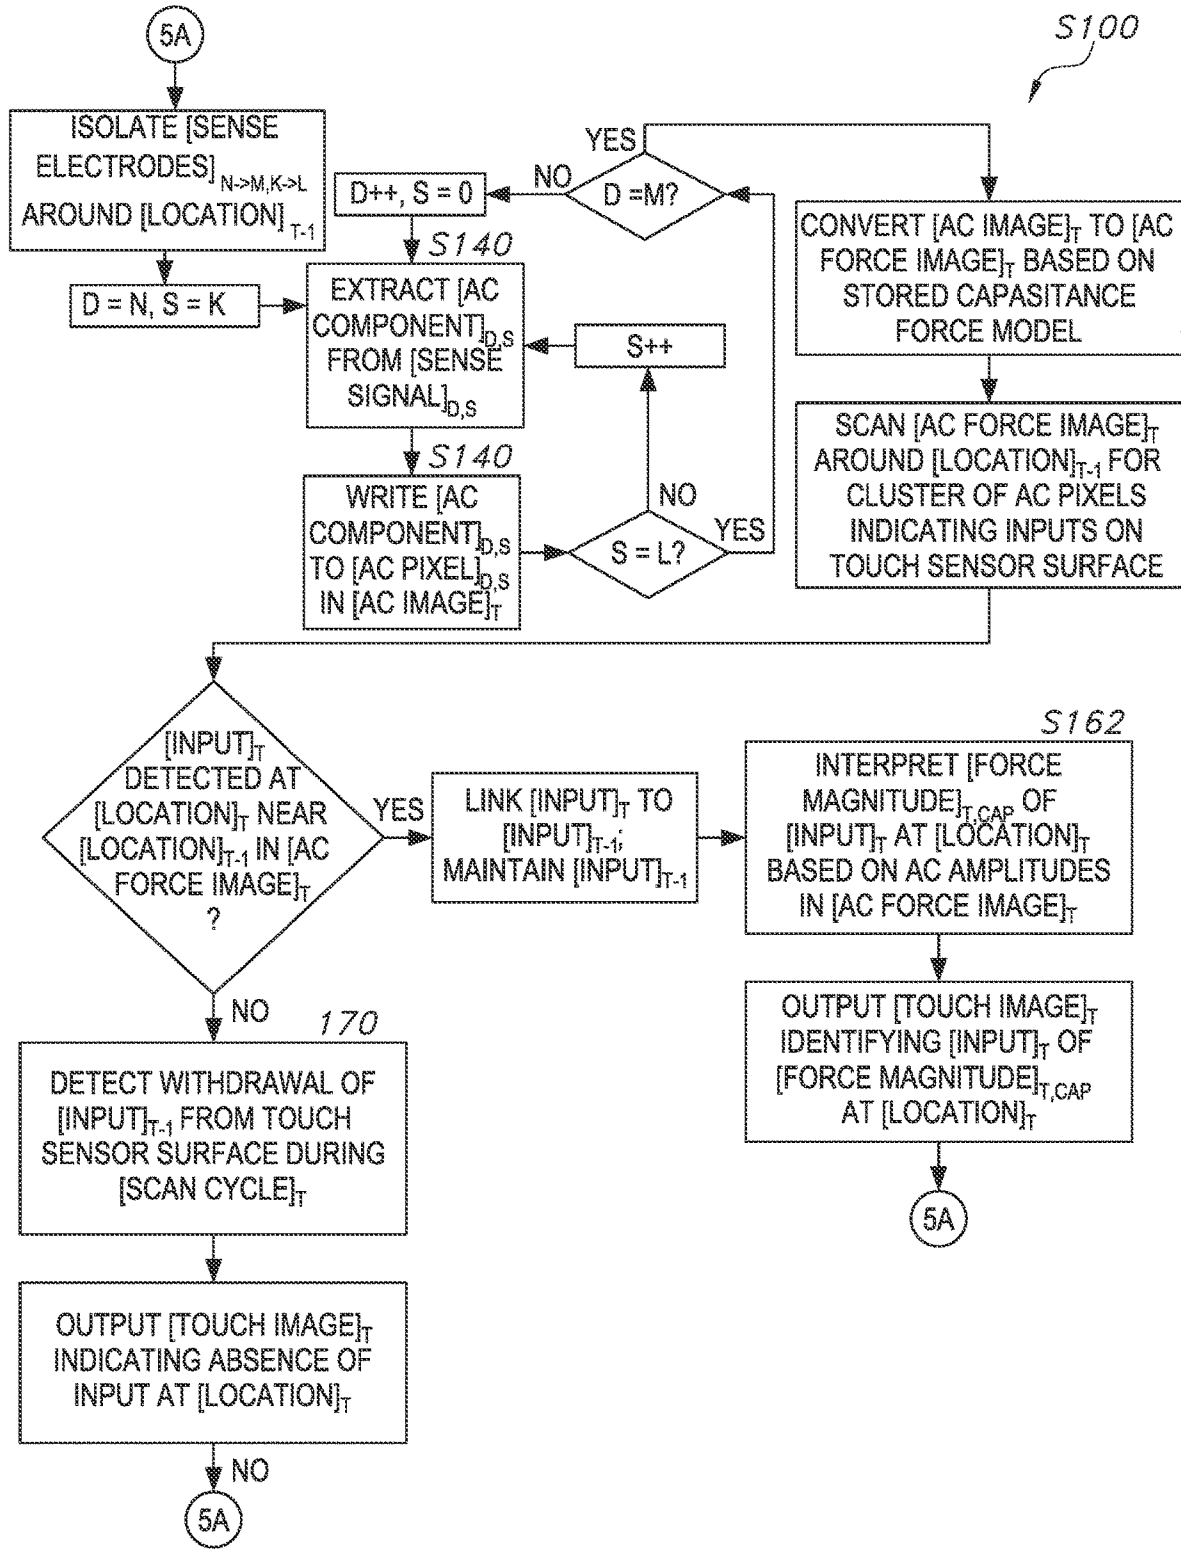 5A
S100
ISOLATE [SENSE
ELECTRODES]N->M,K->L
AROUND [LOCATION]T-1
D = N, S = K
D++, S = 0
NO
D =M?
YES
S140
EXTRACT [AC
COMPONENT]D,S
FROM [SENSE
SIGNAL]D,S
S++
S140
WRITE [AC
COMPONENT]D,S
TO [AC PIXEL]D,S
IN [AC IMAGE]T
NO
S = L?
YES
CONVERT [AC IMAGE]T TO [AC
FORCE IMAGE]T BASED ON
STORED CAPASITANCE
FORCE MODEL
SCAN [AC FORCE IMAGE]T
AROUND [LOCATION]T-1 FOR
CLUSTER OF AC PIXELS
INDICATING INPUTS ON
TOUCH SENSOR SURFACE
[INPUT]T
DETECTED AT
[LOCATION]T NEAR
[LOCATION]T-1 IN [AC
FORCE IMAGE]T
?
YES
LINK [INPUT]T TO
[INPUT]T-1;
MAINTAIN [INPUT]T-1
S162
INTERPRET [FORCE
MAGNITUDE]T,CAP OF
[INPUT]T AT [LOCATION]T
BASED ON AC AMPLITUDES
IN [AC FORCE IMAGE]T
OUTPUT [TOUCH IMAGE]T
IDENTIFYING [INPUT]T OF
[FORCE MAGNITUDE]T,CAP
AT [LOCATION]T
5A
NO
170
DETECT WITHDRAWAL OF
[INPUT]T-1 FROM TOUCH
SENSOR SURFACE DURING
[SCAN CYCLE]T
OUTPUT [TOUCH IMAGE]T
INDICATING ABSENCE OF
INPUT AT [LOCATION]T
NO
5A